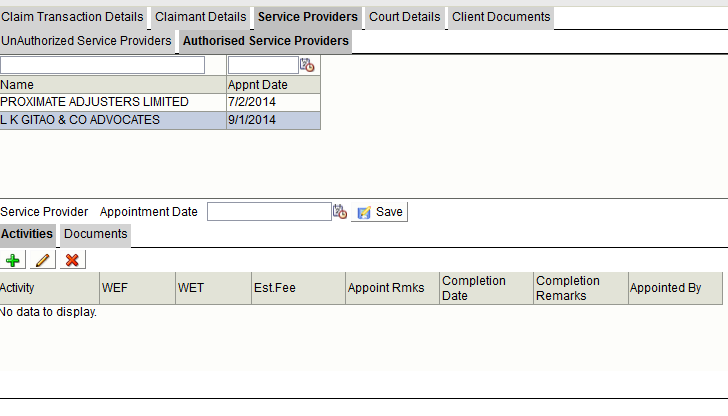 Claim Transaction Details Claimant Details Service Providers Court Details Client Documents
UnAuthorized Service Providers Authorised Service Providers
Name Appnt Date
PROXIMATE ADJUSTERS LIMITED 7/2/2014
L K GITAO & CO ADVOCATES 9/1/2014
Service Provider Appointment Date Save
Activities Documents
Activity WEF WET Est.Fee Appoint Rmks Completion Date Completion Remarks Appointed By
No data to display.